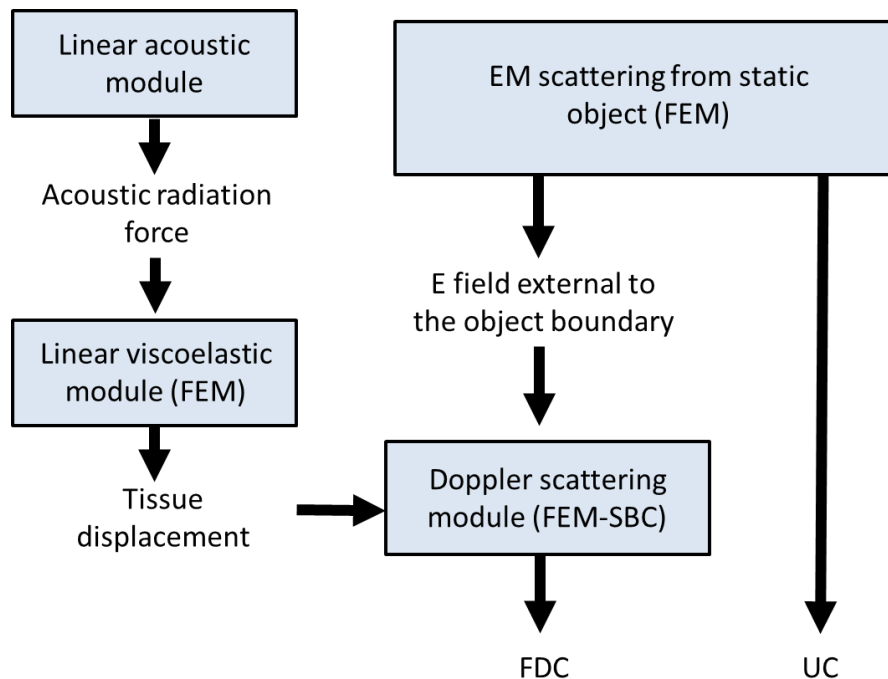 Linear acoustic
module
Acoustic radiation
force
Linear viscoelastic
module (FEM)
Tissue
displacement
EM scattering from static
object (FEM)
E field external to
the object boundary
Doppler scattering
module (FEM-SBC)
FDC
UC